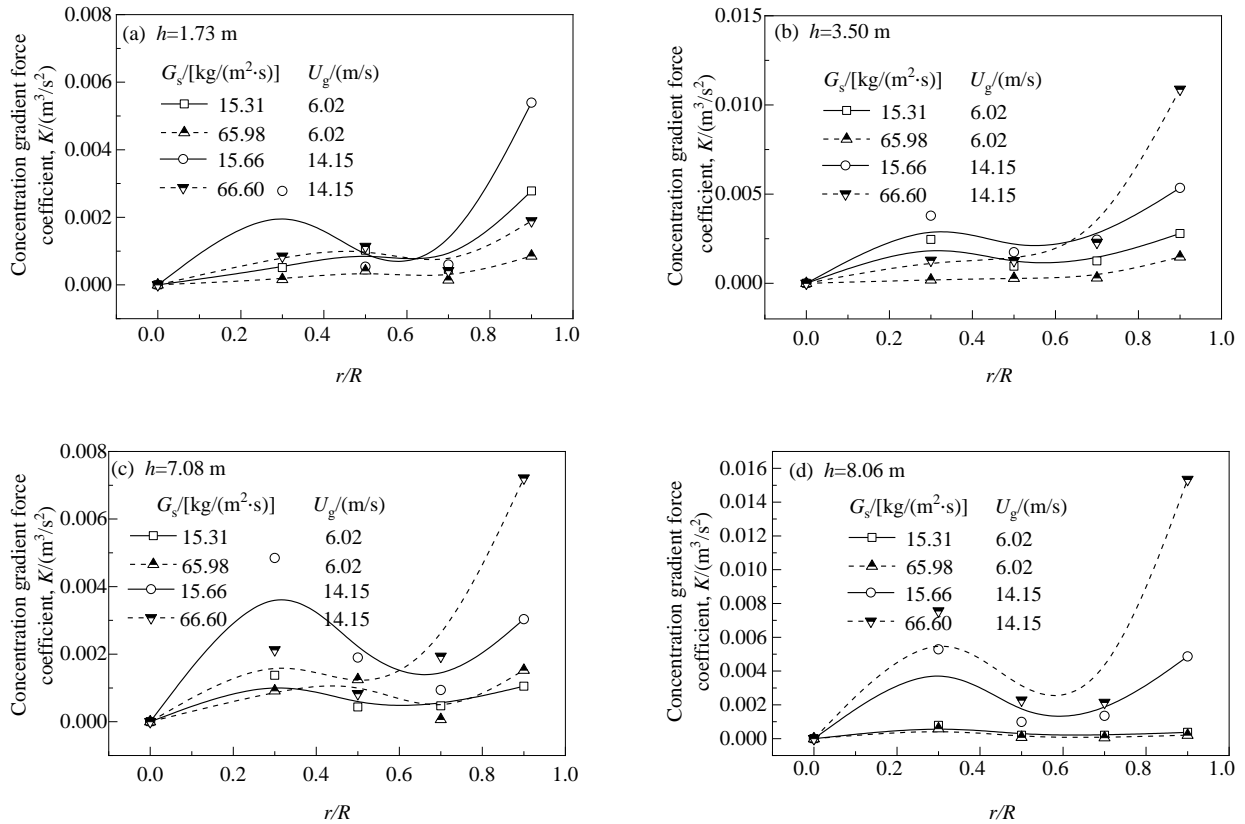 (a) h=1.73 m
G_s/[kg/(m²·s)] U_g/(m/s)
15.31 6.02
65.98 6.02
15.66 14.15
66.60 14.15
Concentration gradient force
coefficient, K/(m³/s²)
0.008
0.006
0.004
0.002
0.000
0.0 0.2 0.4 0.6 0.8 1.0
r/R
(b) h=3.50 m
G_s/[kg/(m²·s)] U_g/(m/s)
15.31 6.02
65.98 6.02
15.66 14.15
66.60 14.15
Concentration gradient force
coefficient, K/(m³/s²)
0.015
0.010
0.005
0.000
0.0 0.2 0.4 0.6 0.8 1.0
r/R
(c) h=7.08 m
G_s/[kg/(m²·s)] U_g/(m/s)
15.31 6.02
65.98 6.02
15.66 14.15
66.60 14.15
Concentration gradient force
coefficient, K/(m³/s²)
0.008
0.006
0.004
0.002
0.000
0.0 0.2 0.4 0.6 0.8 1.0
r/R
(d) h=8.06 m
G_s/[kg/(m²·s)] U_g/(m/s)
15.31 6.02
65.98 6.02
15.66 14.15
66.60 14.15
Concentration gradient force
coefficient, K/(m³/s²)
0.016
0.014
0.012
0.010
0.008
0.006
0.004
0.002
0.000
0.0 0.2 0.4 0.6 0.8 1.0
r/R